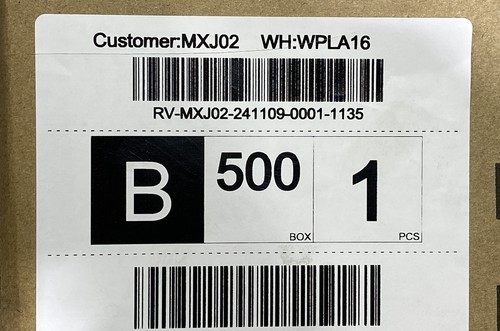 Customer:MXJ02 WH:WPLA16
RV-MXJ02-241109-0001-1135
B 500 BOX 1 PCS